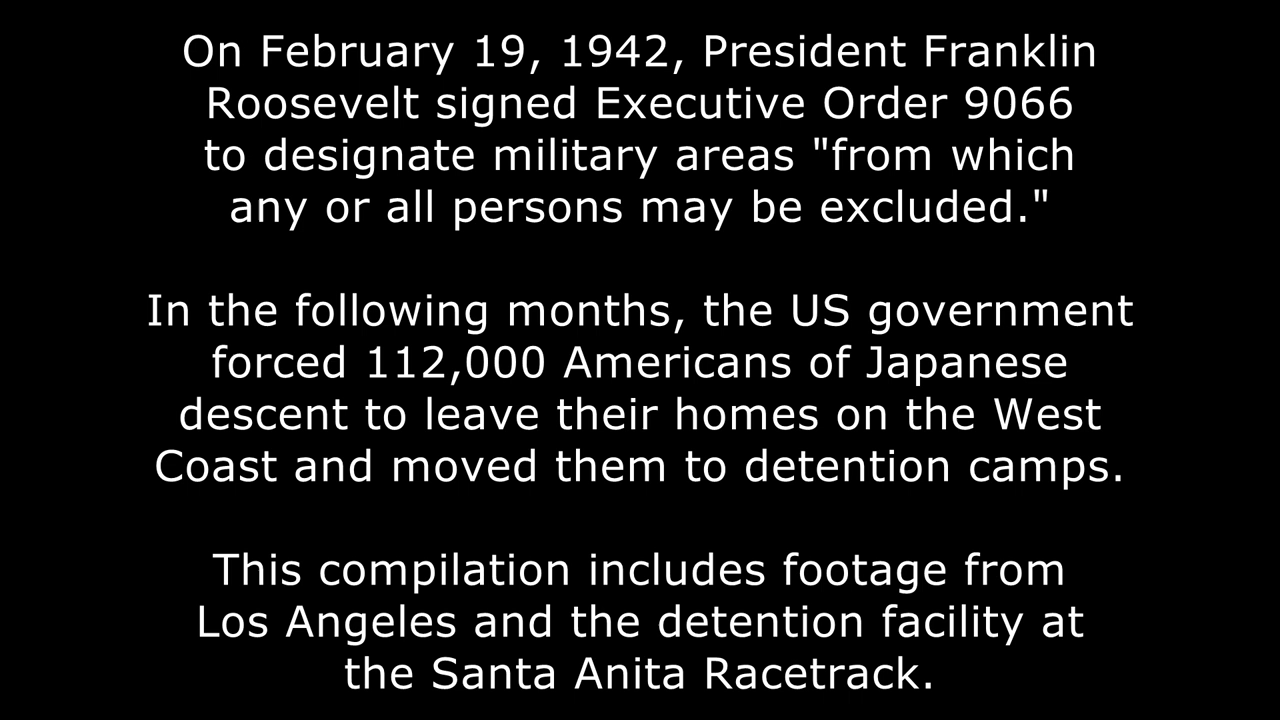 On February 19, 1942, President Franklin
Roosevelt signed Executive Order 9066
to designate military areas "from which
any or all persons may be excluded."
In the following months, the US government
forced 112,000 Americans of Japanese
descent to leave their homes on the West
Coast and moved them to detention camps.
This compilation includes footage from
Los Angeles and the detention facility at
the Santa Anita Racetrack.